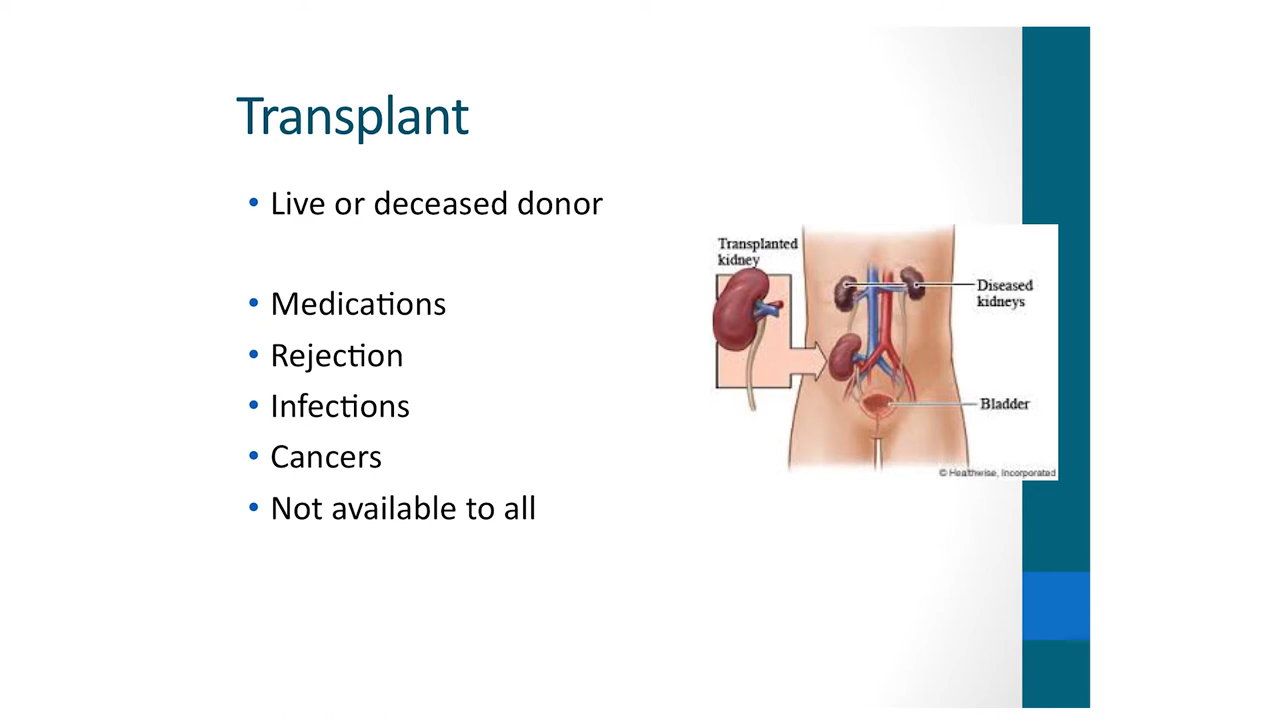 Transplant
• Live or deceased donor
• Medications
• Rejection
• Infections
• Cancers
• Not available to all
Transplanted
kidney
Diseased
kidneys
Bladder
© Healthwise, Incorporated